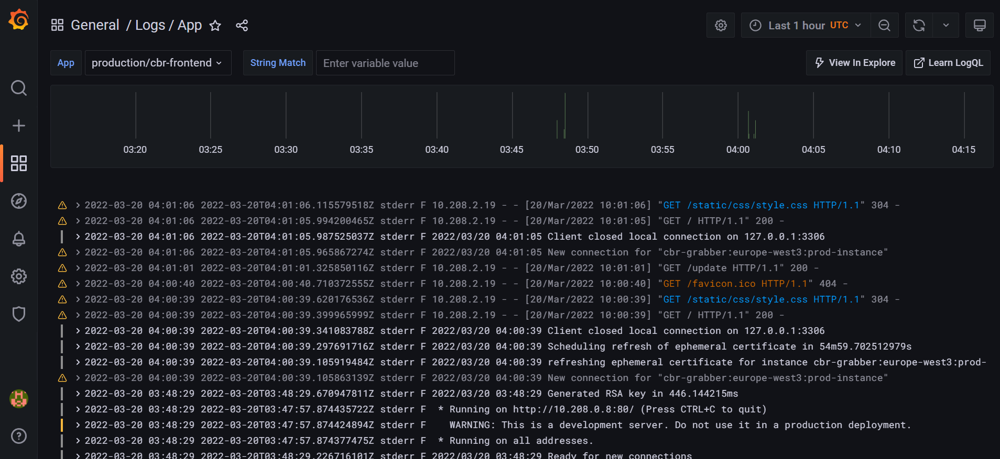 General / Logs / App
Last 1 hour UTC
App production/cbr-frontend String Match Enter variable value View In Explore Learn LogQL
03:20 03:25 03:30 03:35 03:40 03:45 03:50 03:55 04:00 04:05 04:10 04:15
2022-03-20 04:01:06 2022-03-20T04:01:06.115579518Z stderr F 10.208.2.19 - - [20/Mar/2022 10:01:06] "GET /static/css/style.css HTTP/1.1" 304 -
2022-03-20 04:01:06 2022-03-20T04:01:05.994200465Z stderr F 10.208.2.19 - - [20/Mar/2022 10:01:05] "GET / HTTP/1.1" 200 -
2022-03-20 04:01:06 2022-03-20T04:01:05.987525037Z stderr F 2022/03/20 04:01:05 Client closed local connection on 127.0.0.1:3306
2022-03-20 04:01:06 2022-03-20T04:01:05.965867274Z stderr F 2022/03/20 04:01:05 New connection for "cbr-grabber:europe-west3:prod-instance"
2022-03-20 04:01:01 2022-03-20T04:01:01.325850116Z stderr F 10.208.2.19 - - [20/Mar/2022 10:01:01] "GET /update HTTP/1.1" 200 -
2022-03-20 04:00:40 2022-03-20T04:00:40.710372555Z stderr F 10.208.2.19 - - [20/Mar/2022 10:00:40] "GET /favicon.ico HTTP/1.1" 404 -
2022-03-20 04:00:39 2022-03-20T04:00:39.620176536Z stderr F 10.208.2.19 - - [20/Mar/2022 10:00:39] "GET /static/css/style.css HTTP/1.1" 304 -
2022-03-20 04:00:39 2022-03-20T04:00:39.399965999Z stderr F 10.208.2.19 - - [20/Mar/2022 10:00:39] "GET / HTTP/1.1" 200 -
2022-03-20 04:00:39 2022-03-20T04:00:39.341083788Z stderr F 2022/03/20 04:00:39 Client closed local connection on 127.0.0.1:3306
2022-03-20 04:00:39 2022-03-20T04:00:39.297691716Z stderr F 2022/03/20 04:00:39 Scheduling refresh of ephemeral certificate in 54m59.702512979s
2022-03-20 04:00:39 2022-03-20T04:00:39.105919484Z stderr F 2022/03/20 04:00:39 refreshing ephemeral certificate for instance cbr-grabber:europe-west3:prod-
2022-03-20 04:00:39 2022-03-20T04:00:39.105863139Z stderr F 2022/03/20 04:00:39 New connection for "cbr-grabber:europe-west3:prod-instance"
2022-03-20 03:48:29 2022-03-20T03:48:29.670947811Z stderr F 2022/03/20 03:48:29 Generated RSA key in 446.144215ms
2022-03-20 03:48:29 2022-03-20T03:47:57.874435722Z stderr F * Running on http://10.208.0.8:80/ (Press CTRL+C to quit)
2022-03-20 03:48:29 2022-03-20T03:47:57.874424894Z stderr F WARNING: This is a development server. Do not use it in a production deployment.
2022-03-20 03:48:29 2022-03-20T03:47:57.874377475Z stderr F * Running on all addresses.
2022-03-20 03:48:29 2022-03-20T03:48:29.226716101Z stderr F 2022/03/20 03:48:29 Ready for new connections